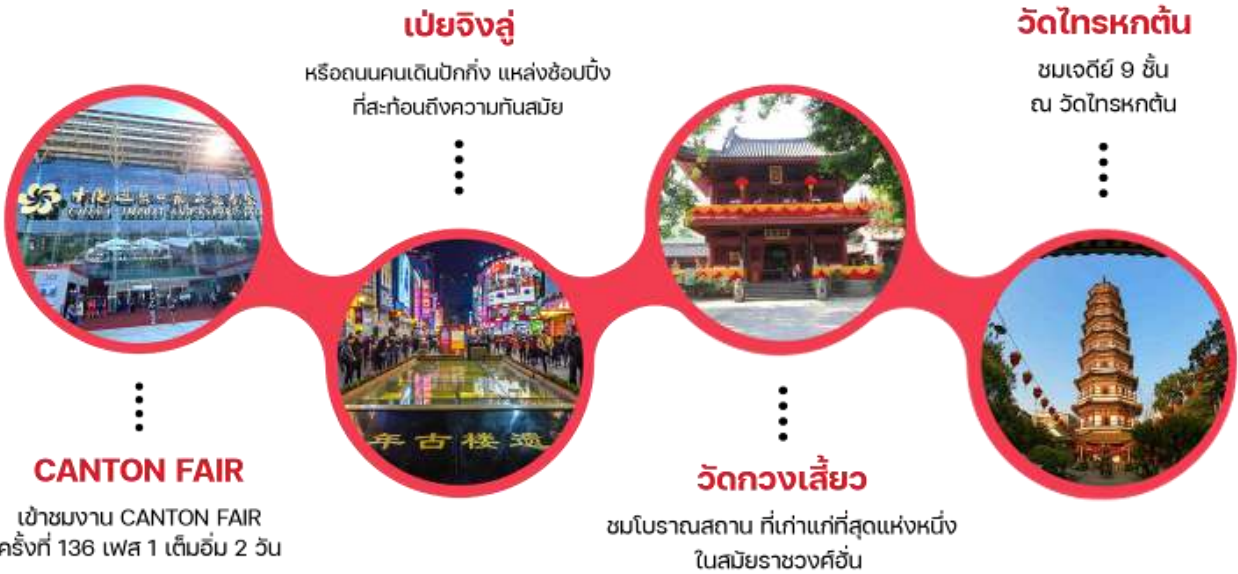 เป่ยจิงลู่
หรือถนนคนเดินปักกิ่ง แหล่งช้อปปิ้ง
ที่สะท้อนถึงความทันสมัย
วัดไทรหกต้น
ชมเจดีย์ 9 ชั้น
ณ วัดไทรหกต้น
年古楼遗
CANTON FAIR
เข้าชมงาน CANTON FAIR
ครั้งที่ 136 เฟส 1 เต็มอิ่ม 2 วัน
วัดกวงเสี้ยว
ชมโบราณสถาน ที่เก่าแก่ที่สุดแห่งหนึ่ง
ในสมัยราชวงศ์ฮั่น